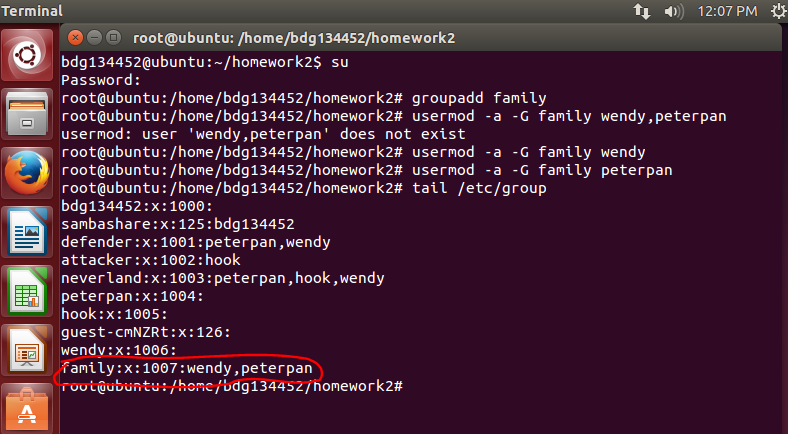 Terminal
12:07 PM
root@ubuntu: /home/bdg134452/homework2
bdg134452@ubuntu:~/homework2$ su
Password:
root@ubuntu:/home/bdg134452/homework2# groupadd family
root@ubuntu:/home/bdg134452/homework2# usermod -a -G family wendy,peterpan
usermod: user 'wendy,peterpan' does not exist
root@ubuntu:/home/bdg134452/homework2# usermod -a -G family wendy
root@ubuntu:/home/bdg134452/homework2# usermod -a -G family peterpan
root@ubuntu:/home/bdg134452/homework2# tail /etc/group
bdg134452:x:1000:
sambashare:x:125:bdg134452
defender:x:1001:peterpan,wendy
attacker:x:1002:hook
neverland:x:1003:peterpan,hook,wendy
peterpan:x:1004:
hook:x:1005:
guest-cmNZRt:x:126:
wendy:x:1006:
family:x:1007:wendy,peterpan
root@ubuntu:/home/bdg134452/homework2#